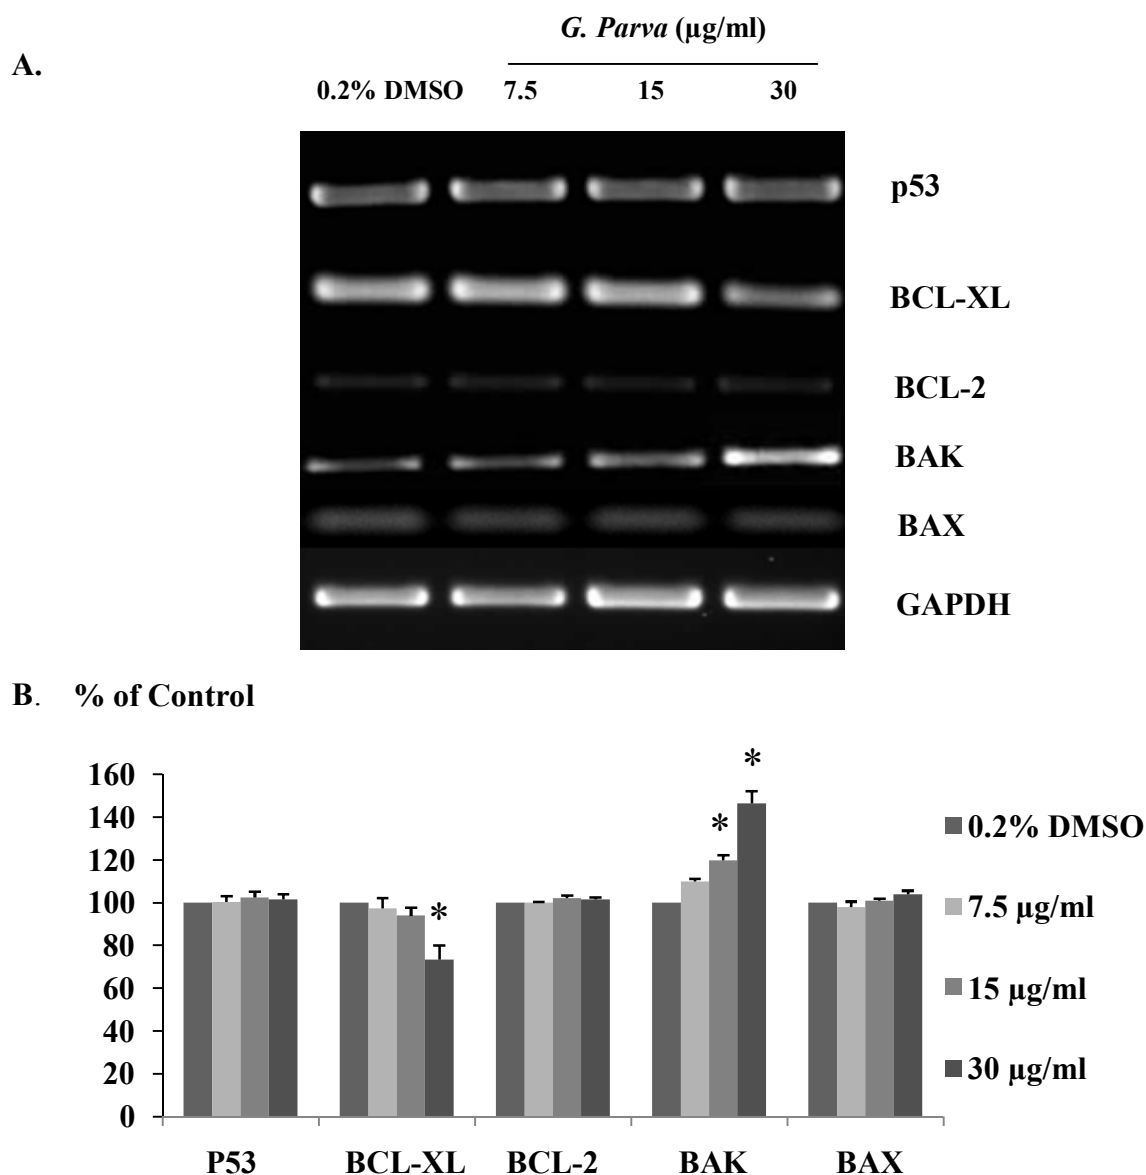 G. Parva (µg/ml)
A.
0.2% DMSO 7.5 15 30
p53
BCL-XL
BCL-2
BAK
BAX
GAPDH
B. % of Control
160
140
120
100
80
60
40
20
0
* * *
P53 BCL-XL BCL-2 BAK BAX
0.2% DMSO
7.5 µg/ml
15 µg/ml
30 µg/ml